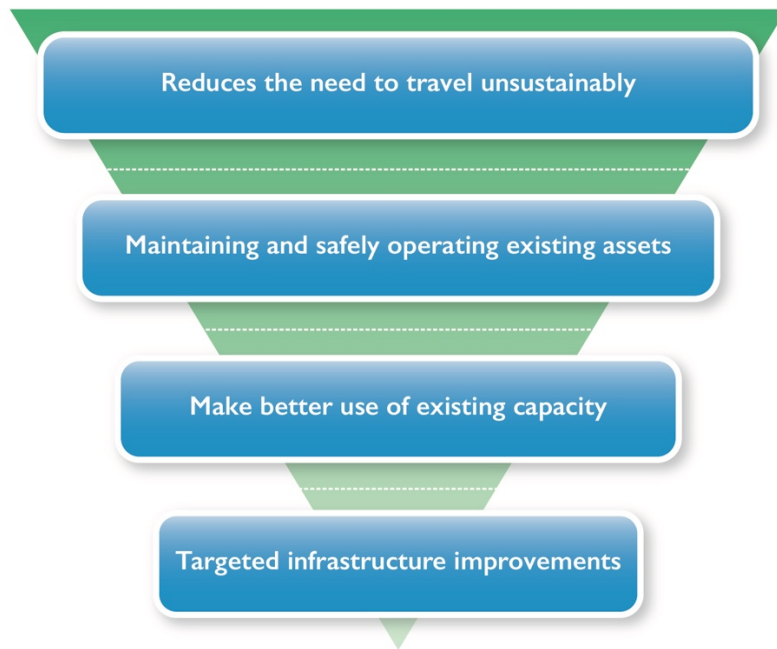 Reduces the need to travel unsustainably
Maintaining and safely operating existing assets
Make better use of existing capacity
Targeted infrastructure improvements